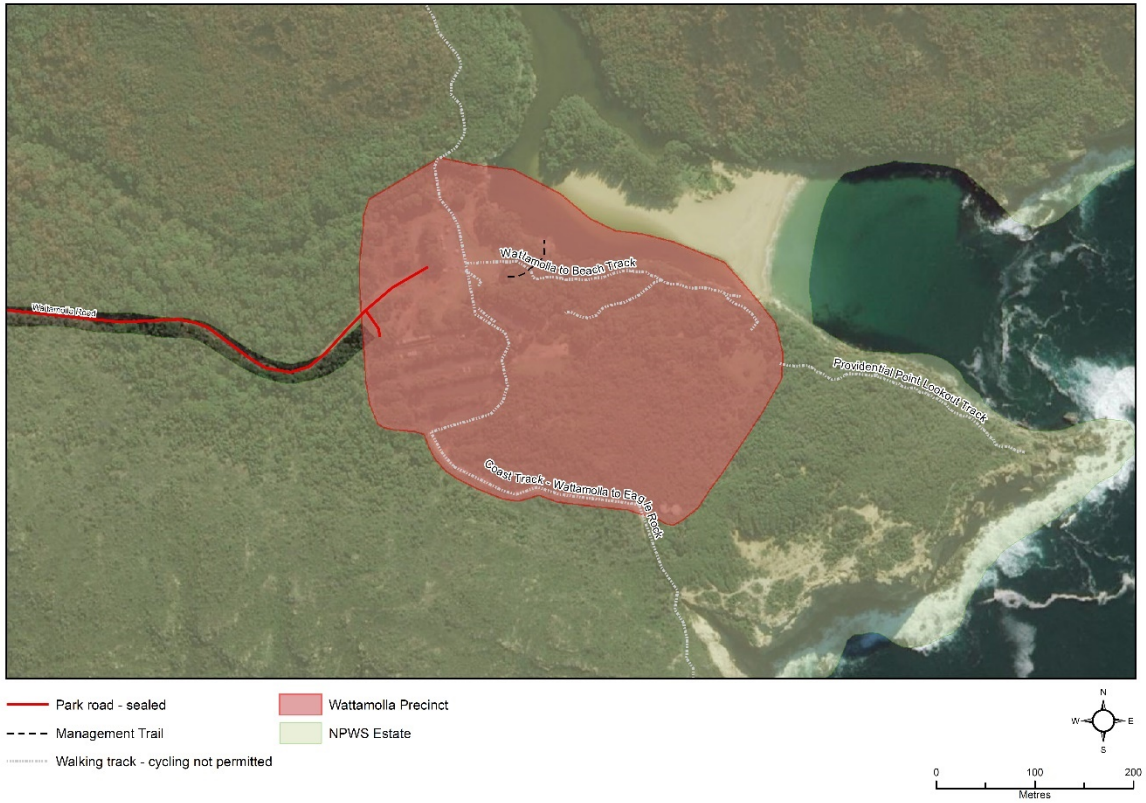 Wattamolla Road
Wattamolla to Beach Track
Providential Point Lookout Track
Coast Track - Wattamolla to Eagle Rock
Park road - sealed
Management Trail
Walking track - cycling not permitted
Wattamolla Precinct
NPWS Estate
N
W E
S
0 100 200
Metres